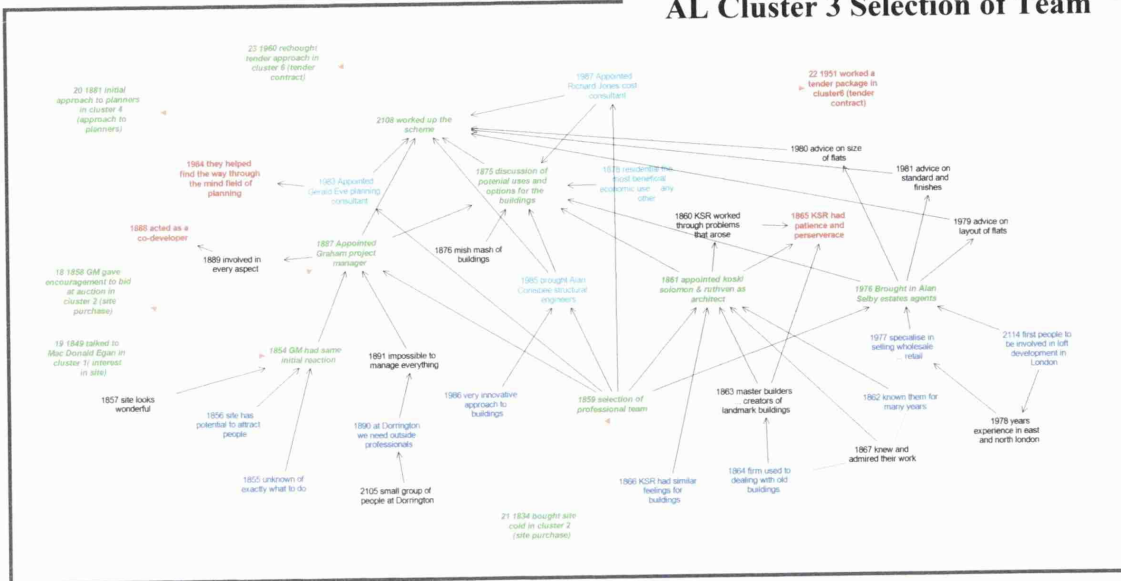 AL Cluster 3 Selection of Team
23 1960 rethought
tender approach in
cluster 6 (tender
contract)
20 1881 initial
approach to planners
in cluster 4
(approach to
planners)
1987 Appointed
Richard Jones cost
consultant
22 1951 worked a
tender package in
cluster6 (tender
contract)
2108 worked up the
scheme
1980 advice on size
of flats
1984 they helped
find the way through
the mind field of
planning
1983 Appointed
Gerald Eve planning
consultant
1875 discussion of
potenial uses and
options for the
buildings
1878 residential the
most beneficial
economic use any
other
1981 advice on
standard and
finishes
1888 acted as a
co-developer
1860 KSR worked
through problems
that arose
1865 KSR had
patience and
perserverace
1979 advice on
layout of flats
1889 involved in
every aspect
1887 Appointed
Graham project
manager
1876 mish mash of
buildings
18 1858 GM gave
encouragement to bid
at auction in
cluster 2 (site
purchase)
1985 brought Alan
structural
engineers
1861 appointed koski
solomon & ruthven as
architect
1976 Brought in Alan
Selby estates agents
19 1849 talked to
Mac Donald Egan in
cluster 1( interest
in site)
1854 GM had same
initial reaction
1891 impossible to
manage everything
1977 specialise in
selling wholesale
... retail
2114 first people to
be involved in loft
development in
London
1857 site looks
wonderful
1856 site has
potential to attract
people
1986 very innovative
approach to
buildings
1859 selection of
professional team
1863 master builders
... creators of
landmark buildings
1862 known them for
many years
1978 years
experience in east
and north london
1890 at Dorrington
we need outside
professionals
1855 unknown of
exactly what to do
2105 small group of
people at Dorrington
1866 KSR had similar
feelings for
buildings
1864 firm used to
dealing with old
buildings
1867 knew and
admired their work
21 1834 bought site
cold in cluster 2
(site purchase)